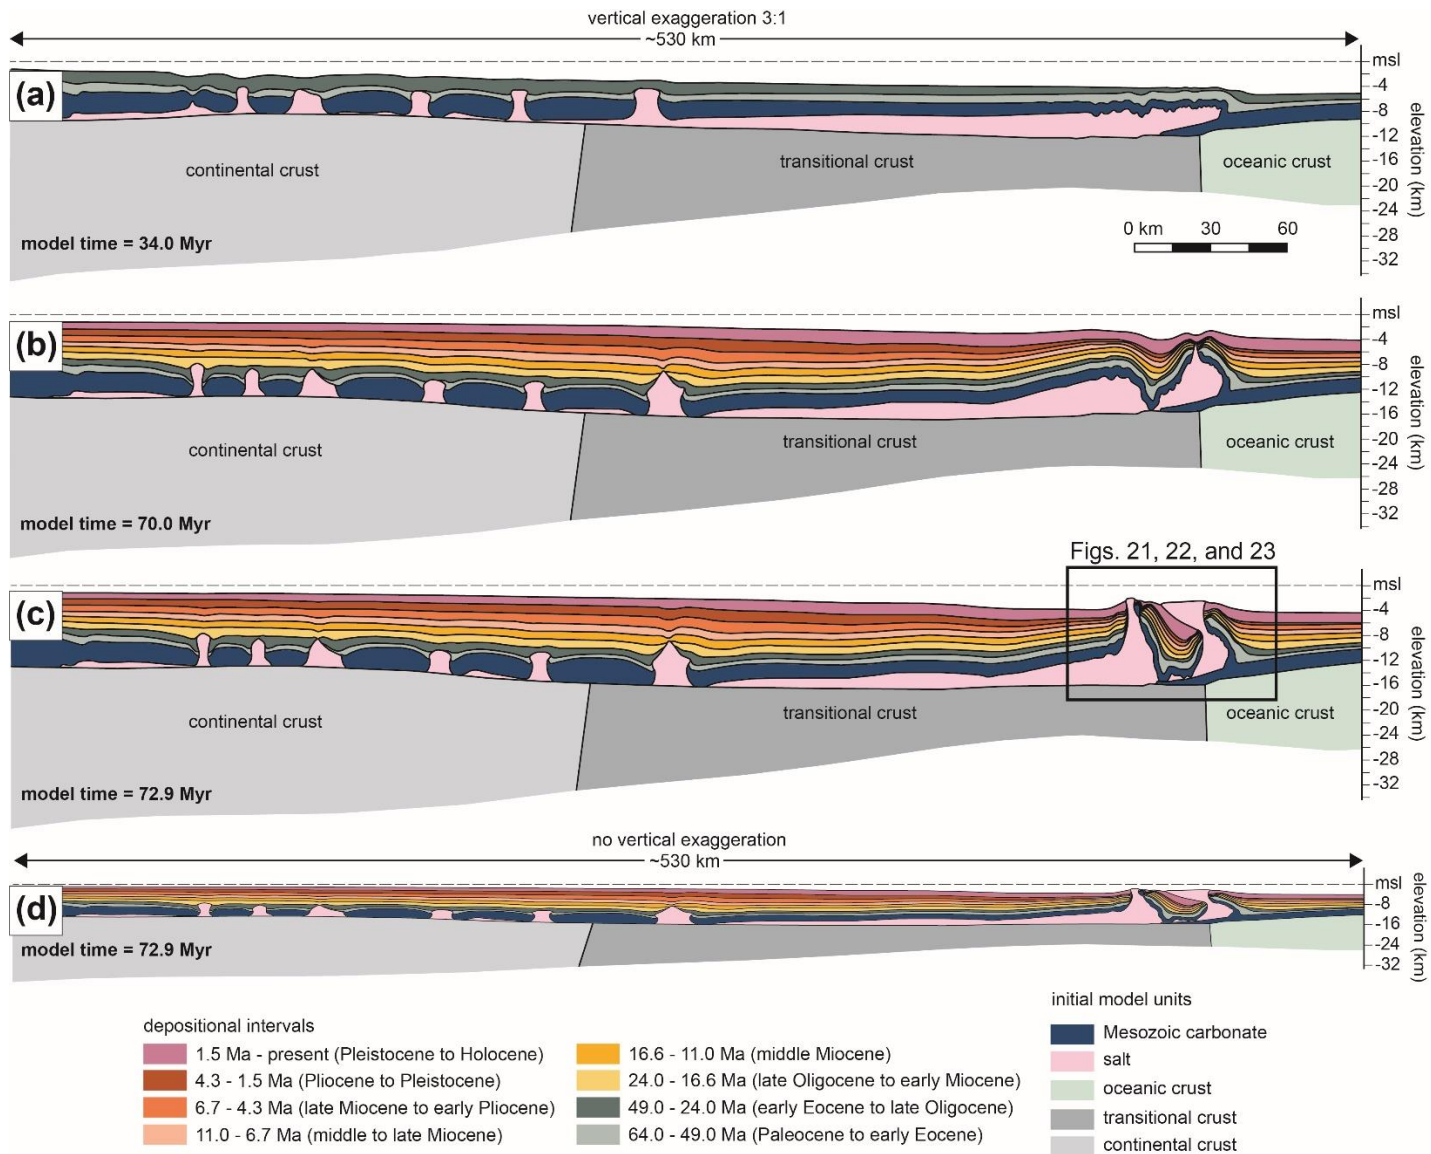 vertical exaggeration 3:1
~530 km
(a)
msl
-4
-8
-12
-16
-20
-24
-28
-32
elevation (km)
continental crust
transitional crust
oceanic crust
0 km 30 60
model time = 34.0 Myr
(b)
msl
-4
-8
-12
-16
-20
-24
-28
-32
elevation (km)
continental crust
transitional crust
oceanic crust
model time = 70.0 Myr
Figs. 21, 22, and 23
(c)
msl
-4
-8
-12
-16
-20
-24
-28
-32
elevation (km)
continental crust
transitional crust
oceanic crust
model time = 72.9 Myr
no vertical exaggeration
~530 km
(d)
msl
-8
-16
-24
-32
elevation (km)
model time = 72.9 Myr
depositional intervals
1.5 Ma - present (Pleistocene to Holocene)
4.3 - 1.5 Ma (Pliocene to Pleistocene)
6.7 - 4.3 Ma (late Miocene to early Pliocene)
11.0 - 6.7 Ma (middle to late Miocene)
16.6 - 11.0 Ma (middle Miocene)
24.0 - 16.6 Ma (late Oligocene to early Miocene)
49.0 - 24.0 Ma (early Eocene to late Oligocene)
64.0 - 49.0 Ma (Paleocene to early Eocene)
initial model units
Mesozoic carbonate
salt
oceanic crust
transitional crust
continental crust